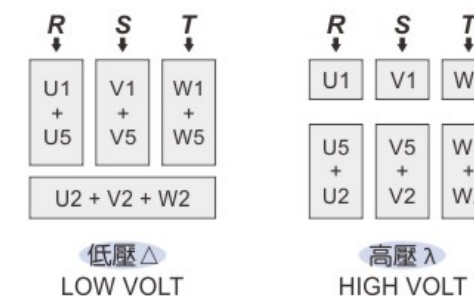 R S T
U1 + U5
V1 + V5
W1 + W5
U2 + V2 + W2
低壓 △
LOW VOLT
R S T
U1 V1 W
U5 + U2
V5 + V2
W + W
高壓 λ
HIGH VOLT